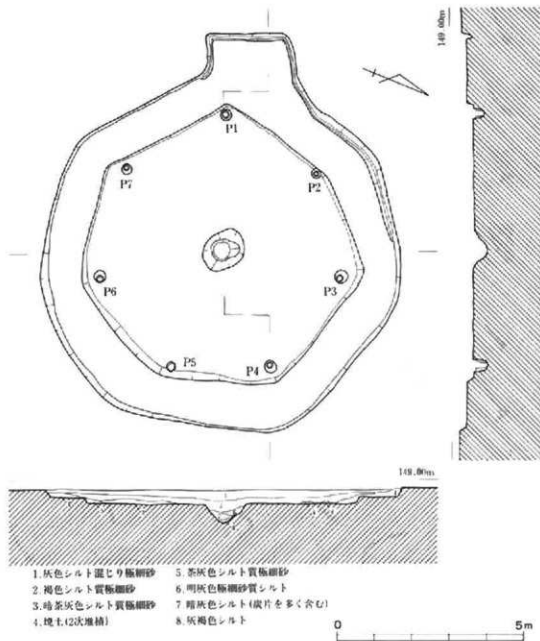 149.00m
P1
P7
P2
P6
P3
P5
P4
149.00m
1.灰色シルト混じり極細砂
2.褐色シルト質極細砂
3.暗茶灰色シルト質極細砂
4.焼土(2次堆積)
5.茶灰色シルト質極細砂
6.明灰色極細砂質シルト
7.暗灰色シルト(炭片を多く含む)
8.灰褐色シルト
0 5m